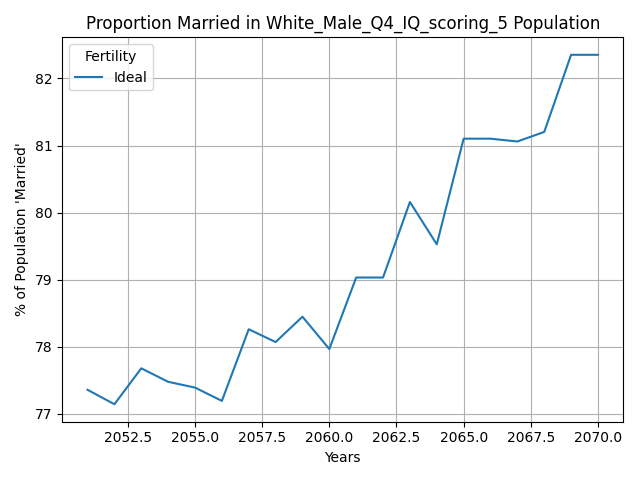 Proportion Married in White_Male_Q4_IQ_scoring_5 Population
Fertility
Ideal
% of Population 'Married'
82
81
80
79
78
77
2052.5 2055.0 2057.5 2060.0 2062.5 2065.0 2067.5 2070.0
Years